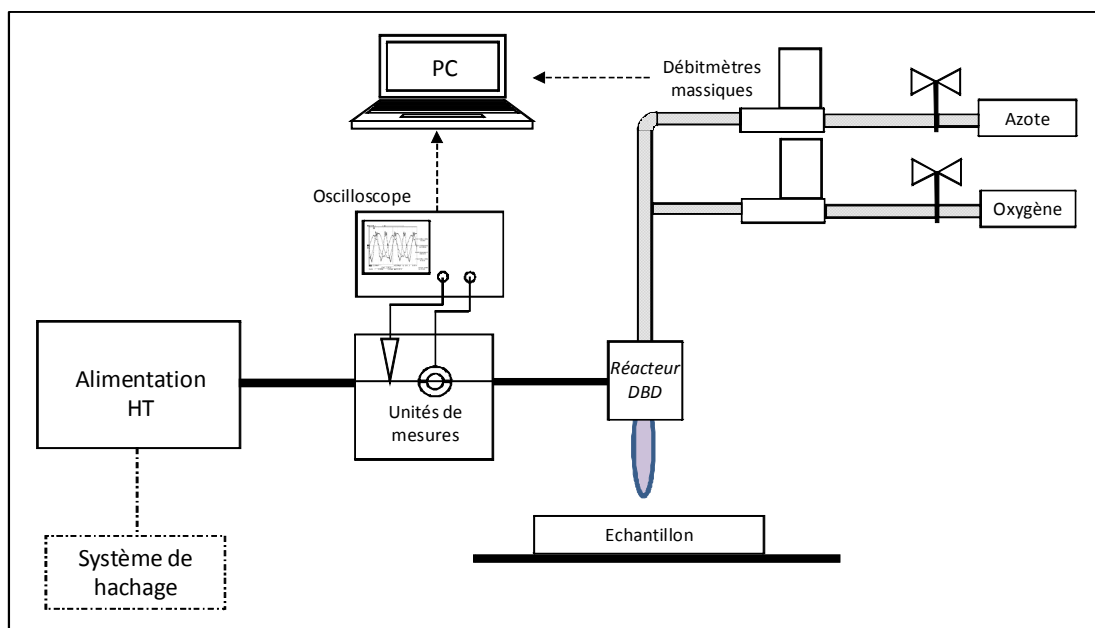 PC
Débitmètres
massiques
Azote
Oscilloscope
Oxygène
Alimentation
HT
Unités de
mesures
Réacteur
DBD
Echantillon
Système de
hachage